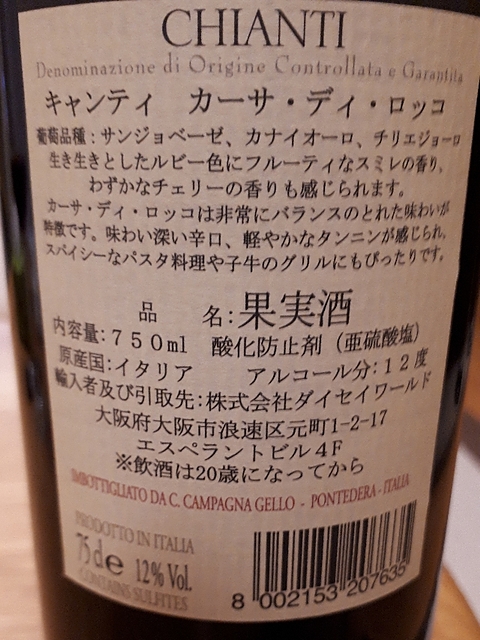 CHIANTI
Denominazione di Origine Controllata e Garantita
キャンティ カーサ・ディ・ロッコ
葡萄品種：サンジョベーゼ、カナイオーロ、チリエジョーロ
生き生きとしたルビー色にフルーティなスミレの香り、
わずかなチェリーの香りも感じられます。
カーサ・ディ・ロッコは非常にバランスのとれた味わいが
特徴です。味わい深い辛口、軽やかなタンニンが感じられ、
スパイシーなパスタ料理や子牛のグリルにもぴったりです。
品 名：果実酒
内容量：７５０ml 酸化防止剤（亜硫酸塩）
原産国：イタリア アルコール分：１２度
輸入者及び引取先：株式会社ダイセイワールド
大阪府大阪市浪速区元町1-2-17
エスペラントビル４F
※飲酒は20歳になってから
IMBOTTIGLIATO DA C. CAMPAGNA GELLO - PONTEDERA - ITALIA
PRODOTTO IN ITALIA
75 cl e 12% Vol.
CONTAINS SULFITES
8 002153 207635